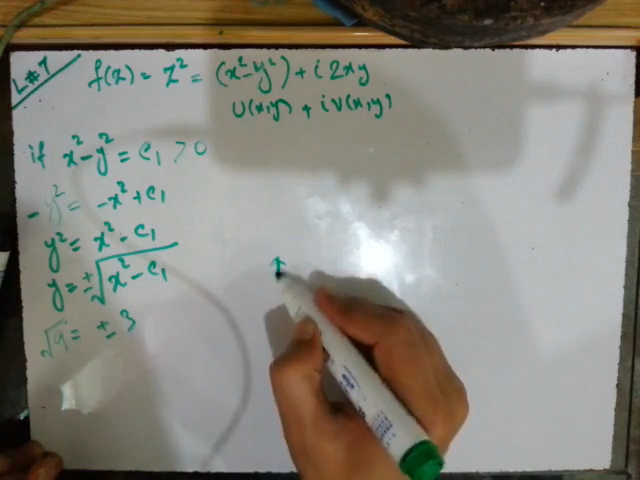 L#7
f(z) = z² = (x²-y²) + i 2xy
U(x,y) + i V(x,y)
if x²-y² = c₁ > 0
-y² = -x² + c₁
y² = x² - c₁
y = ±√(x² - c₁)
√9 = ± 3